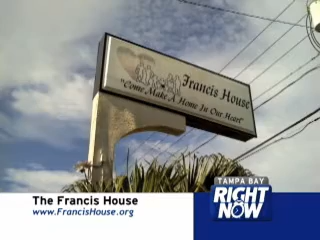 Francis House
"Come Make A Home In Our Heart"
The Francis House
www.FrancisHouse.org
TAMPA BAY
RIGHT
NOW